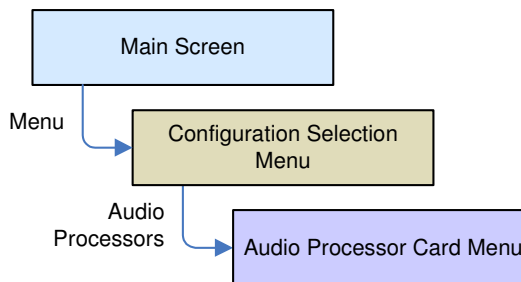 Main Screen
Menu
Configuration Selection
Menu
Audio
Processors
Audio Processor Card Menu